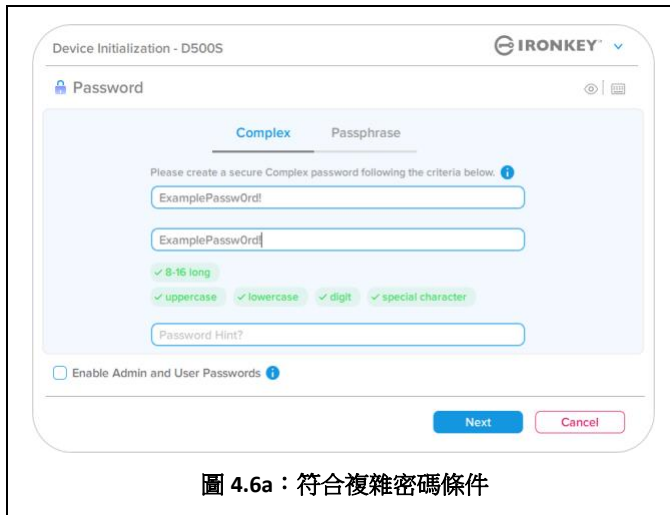 Device Initialization - D500S
IRONKEY™
Password
Complex Passphrase
Please create a secure Complex password following the criteria below.
ExamplePassw0rd!
ExamplePassw0rd!
✓ 8-16 long
✓ uppercase ✓ lowercase ✓ digit ✓ special character
Password Hint?
Enable Admin and User Passwords
Next Cancel
圖 4.6a：符合複雜密碼條件